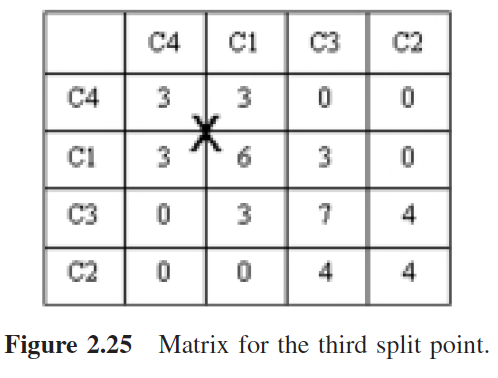 C4 C1 C3 C2
C4 3 3 0 0
X
C1 3 6 3 0
C3 0 3 7 4
C2 0 0 4 4
Figure 2.25 Matrix for the third split point.